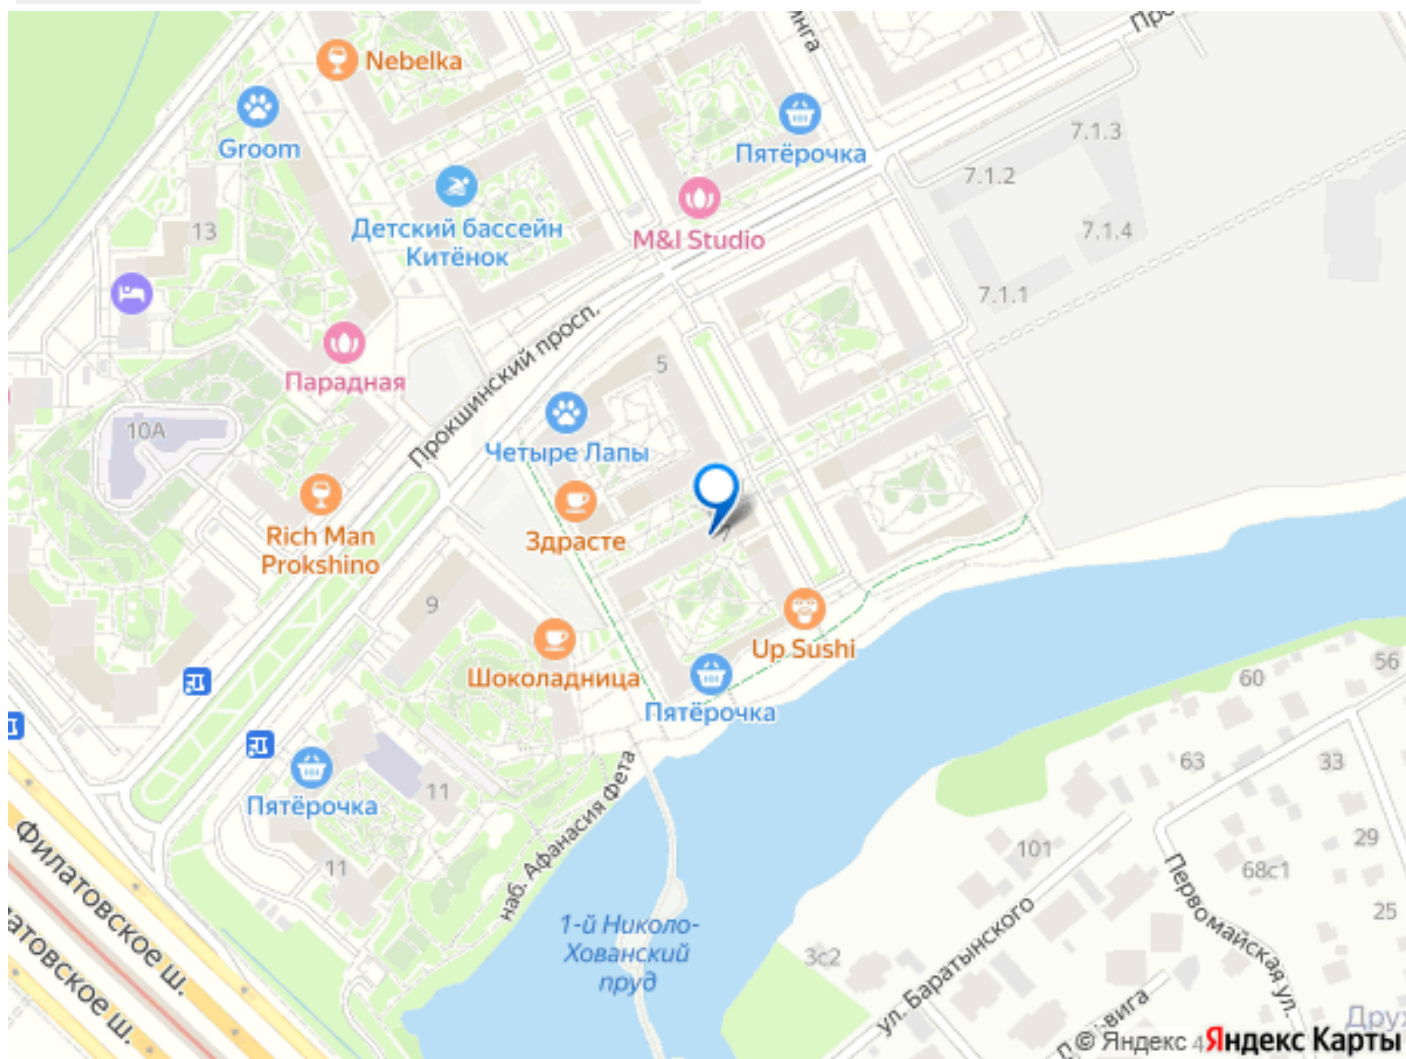 Nebelka
Groom
Пятёрочка
7.1.3
7.1.2
Детский бассейн
Китёнок
M&I Studio
13
7.1.4
7.1.1
Прокшинский просп.
Парадная
5
10А
Четыре Лапы
Rich Man
Prokshino
Здрасте
7
9
Шоколадница
Up Sushi
Пятёрочка
56
60
63
33
Пятёрочка
11
11
наб. Афанасия Фета
Филатовское ш.
101
29
68с1
Первомайская ул.
25
1-й Николо-
Хованский
пруд
3с2
ул. Баратынского
© Яндекс
Яндекс Карты